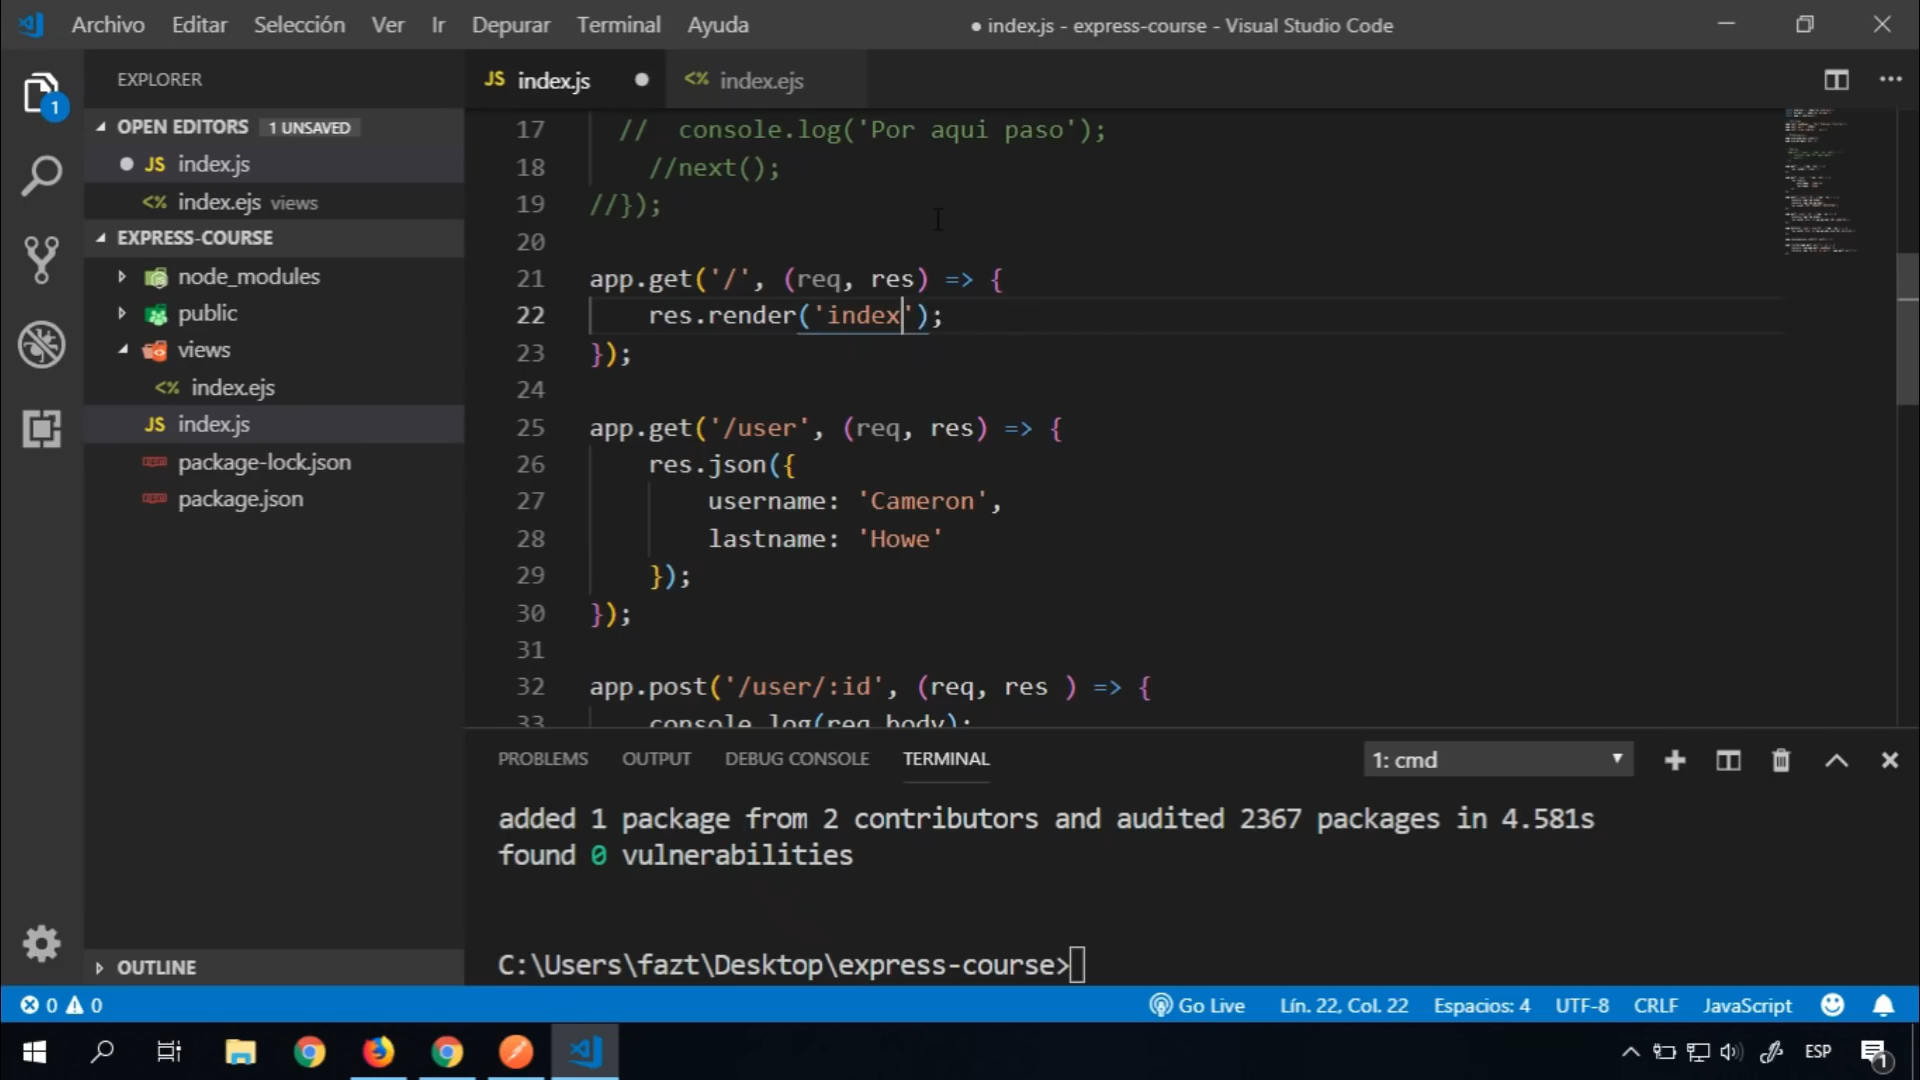 Archivo Editar Selección Ver Ir Depurar Terminal Ayuda ● index.js - express-course - Visual Studio Code
EXPLORER
1
JS index.js
<% index.ejs
OPEN EDITORS 1 UNSAVED
JS index.js
<% index.ejs views
EXPRESS-COURSE
node_modules
public
views
<% index.ejs
JS index.js
package-lock.json
package.json
OUTLINE
17 // console.log('Por aqui paso');
18 //next();
19 //});
20
21 app.get('/', (req, res) => {
22 res.render('index');
23 });
24
25 app.get('/user', (req, res) => {
26 res.json({
27 username: 'Cameron',
28 lastname: 'Howe'
29 });
30 });
31
32 app.post('/user/:id', (req, res ) => {
33 console.log(req.body);
PROBLEMS OUTPUT DEBUG CONSOLE TERMINAL 1: cmd
added 1 package from 2 contributors and audited 2367 packages in 4.581s
found 0 vulnerabilities
C:\Users\fazt\Desktop\express-course>
0 0 Go Live Lín. 22, Col. 22 Espacios: 4 UTF-8 CRLF JavaScript
ESP 1